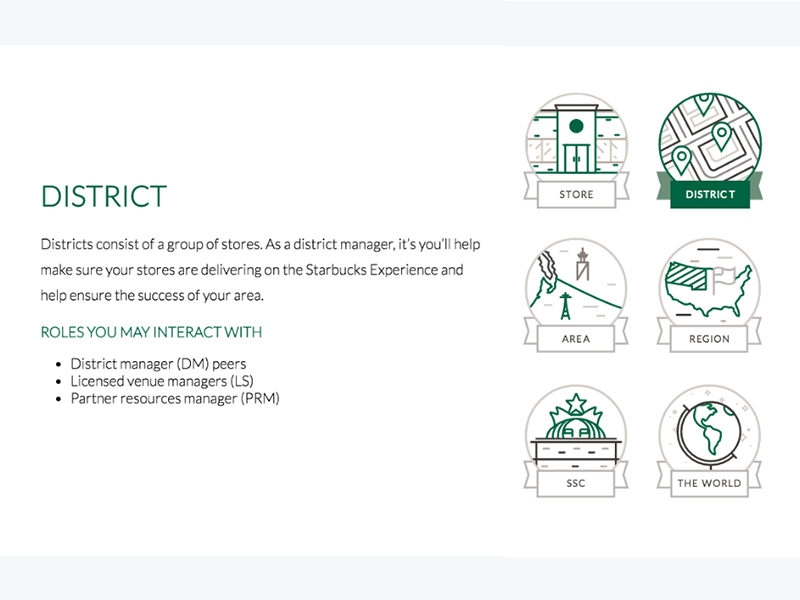 DISTRICT
Districts consist of a group of stores. As a district manager, it's you'll help
make sure your stores are delivering on the Starbucks Experience and
help ensure the success of your area.
ROLES YOU MAY INTERACT WITH
• District manager (DM) peers
• Licensed venue managers (LS)
• Partner resources manager (PRM)
STORE
DISTRICT
AREA
REGION
SSC
THE WORLD